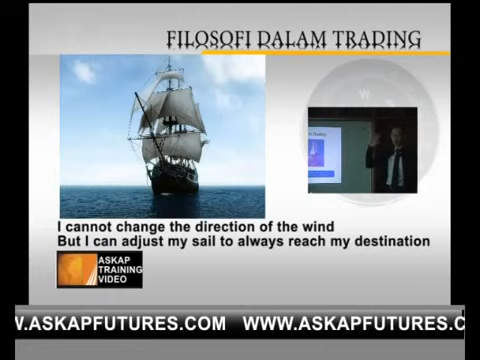 FILOSOFI DALAM TRADING
W
I cannot change the direction of the wind
But I can adjust my sail to always reach my destination
ASKAP
TRAINING
VIDEO
W.ASKAPFUTURES.COM WWW.ASKAPFUTURES.C